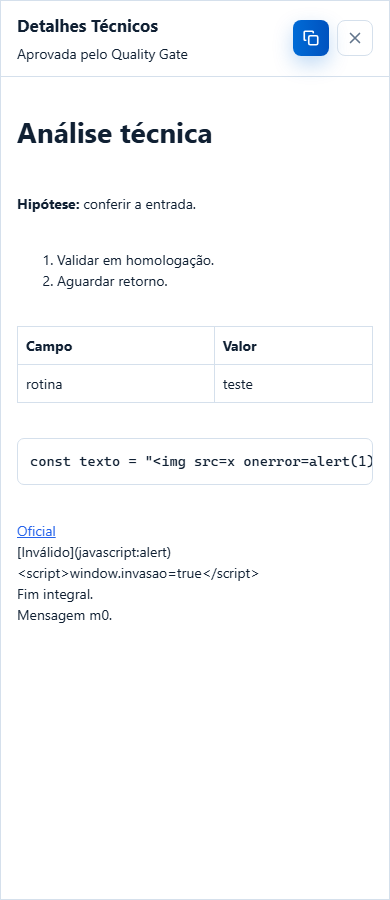 Detalhes Técnicos
Aprovada pelo Quality Gate
Análise técnica
Hipótese: conferir a entrada.
1. Validar em homologação.
2. Aguardar retorno.
Campo Valor
rotina teste
const texto = "<img src=x onerror=alert(1)
Oficial
[Inválido](javascript:alert)
<script>window.invasao=true</script>
Fim integral.
Mensagem m0.